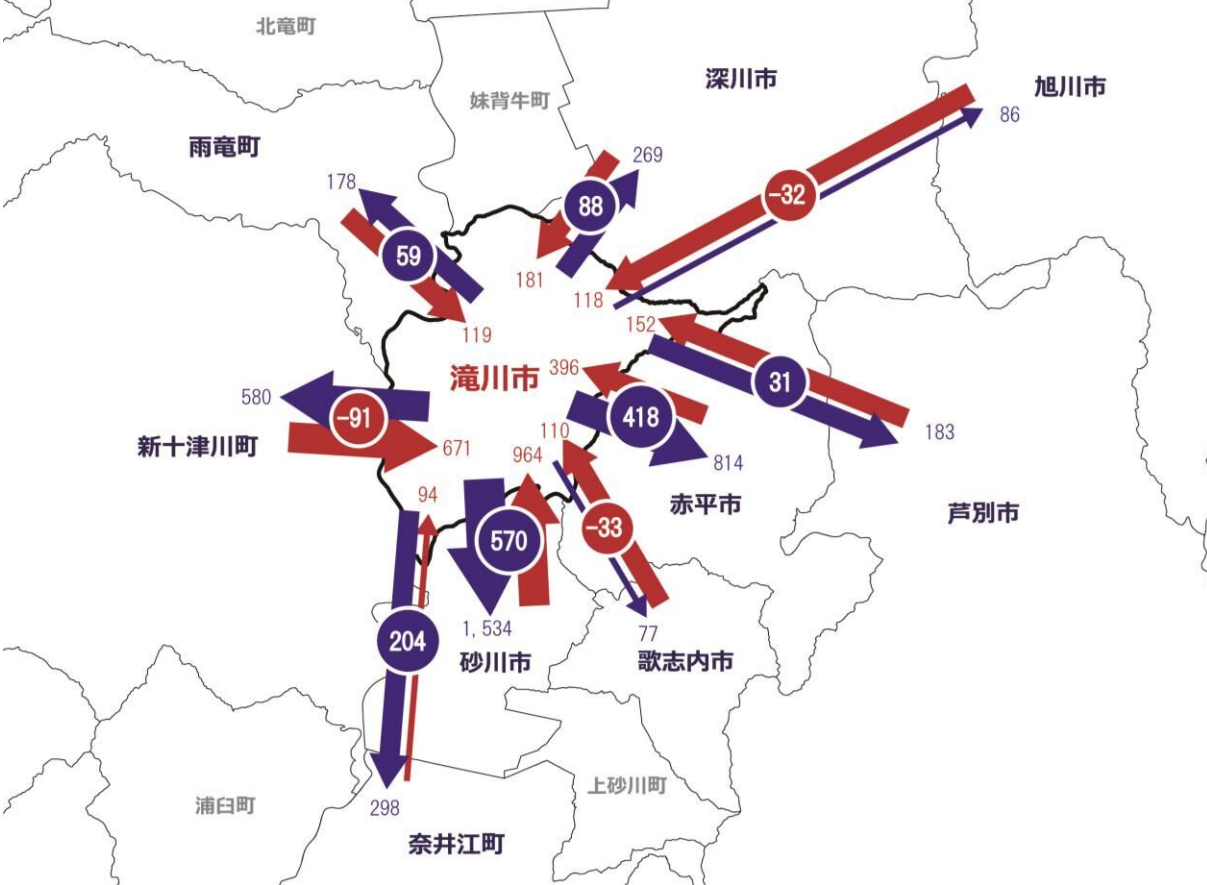 北竜町
深川市
旭川市
妹背牛町
86
雨竜町
269
178
88
-32
59
181
118
119
152
滝川市
396
31
580
-91
418
183
新十津川町
671
110
964
814
94
赤平市
芦別市
570
-33
204
1, 534
77
砂川市
歌志内市
上砂川町
浦臼町
298
奈井江町